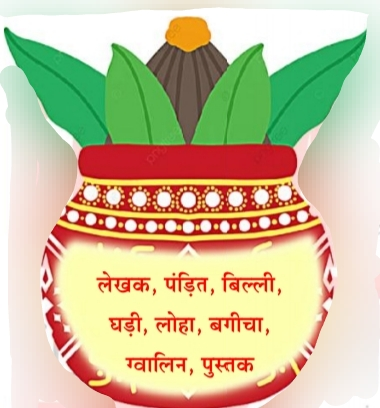 लेखक, पंड़ित, बिल्ली,
घड़ी, लोहा, बगीचा,
ग्वालिन, पुस्तक